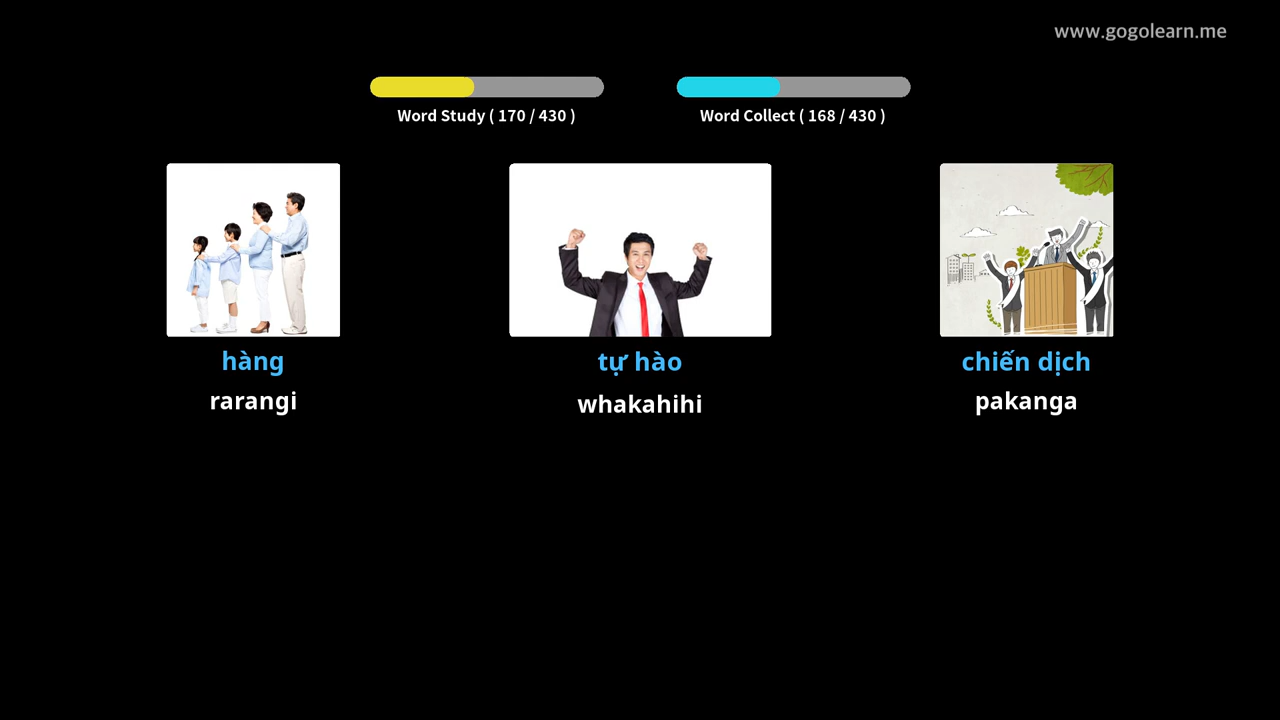 www.gogolearn.me
Word Study ( 170 / 430 )
Word Collect ( 168 / 430 )
hàng
rarangi
tự hào
whakahihi
chiến dịch
pakanga